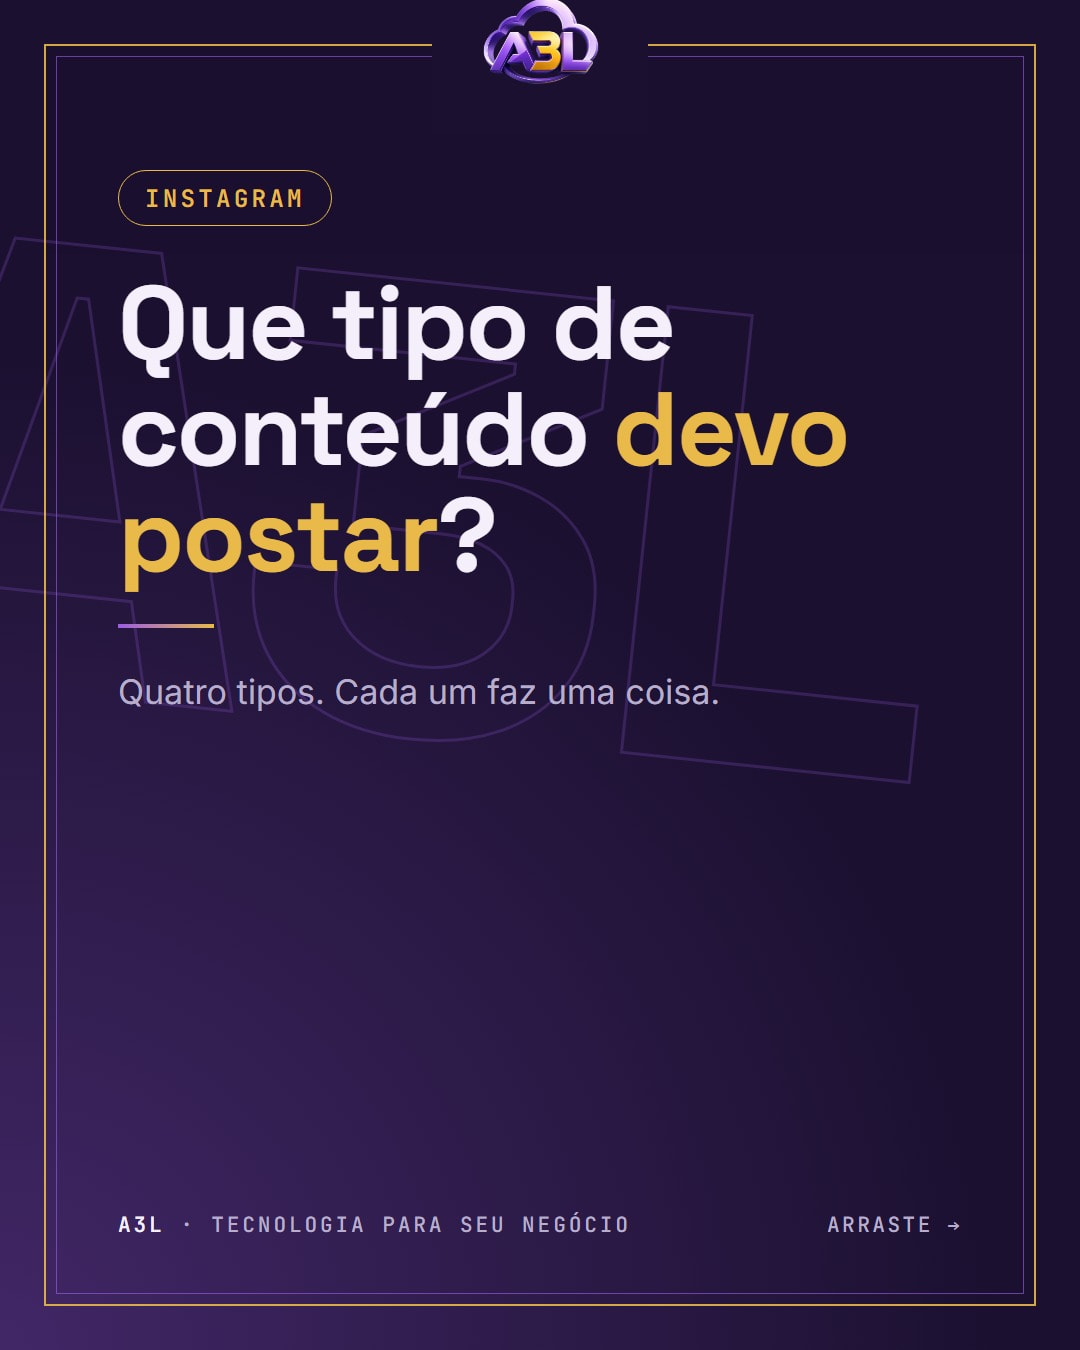 A3L
INSTAGRAM
Que tipo de
conteúdo devo
postar?
A3L
Quatro tipos. Cada um faz uma coisa.
A3L · TECNOLOGIA PARA SEU NEGÓCIO
ARRASTE →